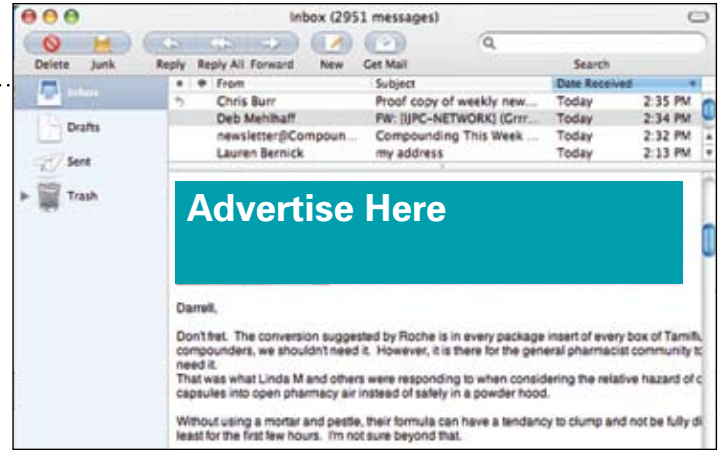 Inbox (2951 messages)
Delete Junk Reply Reply All Forward New Get Mail Search
From Subject Date Received
Inbox
Chris Burr Proof copy of weekly new... Today 2:35 PM
Deb Mehlhaff FW: [IJPC-NETWORK] (Grrr... Today 2:34 PM
newsletter@Compoun... Compounding This Week ... Today 2:32 PM
Lauren Bernick my address Today 2:13 PM
Drafts
Sent
Trash
Advertise Here
Darrell,
Don't fret. The conversion suggested by Roche is in every package insert of every box of Tamiflu,
compounders, we shouldn't need it. However, it is there for the general pharmacist community
need it.
That was what Linda M and others were responding to when considering the relative hazard of
capsules into open pharmacy air instead of safely in a powder hood.
Without using a mortar and pestle, their formula can have a tendancy to clump and not be fully
least for the first few hours. I'm not sure beyond that.